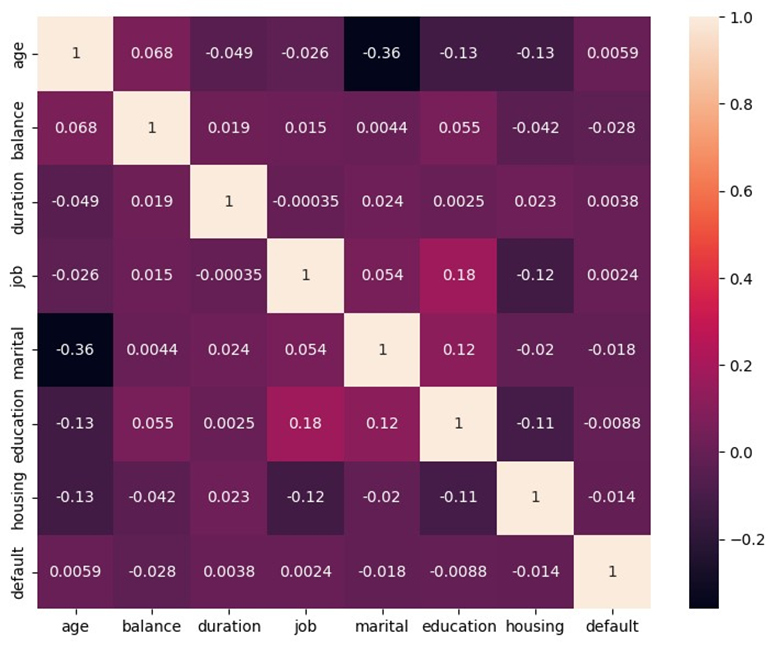 age 1 0.068 -0.049 -0.026 -0.36 -0.13 -0.13 0.0059
balance 0.068 1 0.019 0.015 0.0044 0.055 -0.042 -0.028
duration -0.049 0.019 1 -0.00035 0.024 0.0025 0.023 0.0038
job -0.026 0.015 -0.00035 1 0.054 0.18 -0.12 0.0024
marital -0.36 0.0044 0.024 0.054 1 0.12 -0.02 -0.018
education -0.13 0.055 0.0025 0.18 0.12 1 -0.11 -0.0088
housing -0.13 -0.042 0.023 -0.12 -0.02 -0.11 1 -0.014
default 0.0059 -0.028 0.0038 0.0024 -0.018 -0.0088 -0.014 1
age balance duration job marital education housing default
1.0
0.8
0.6
0.4
0.2
0.0
−0.2